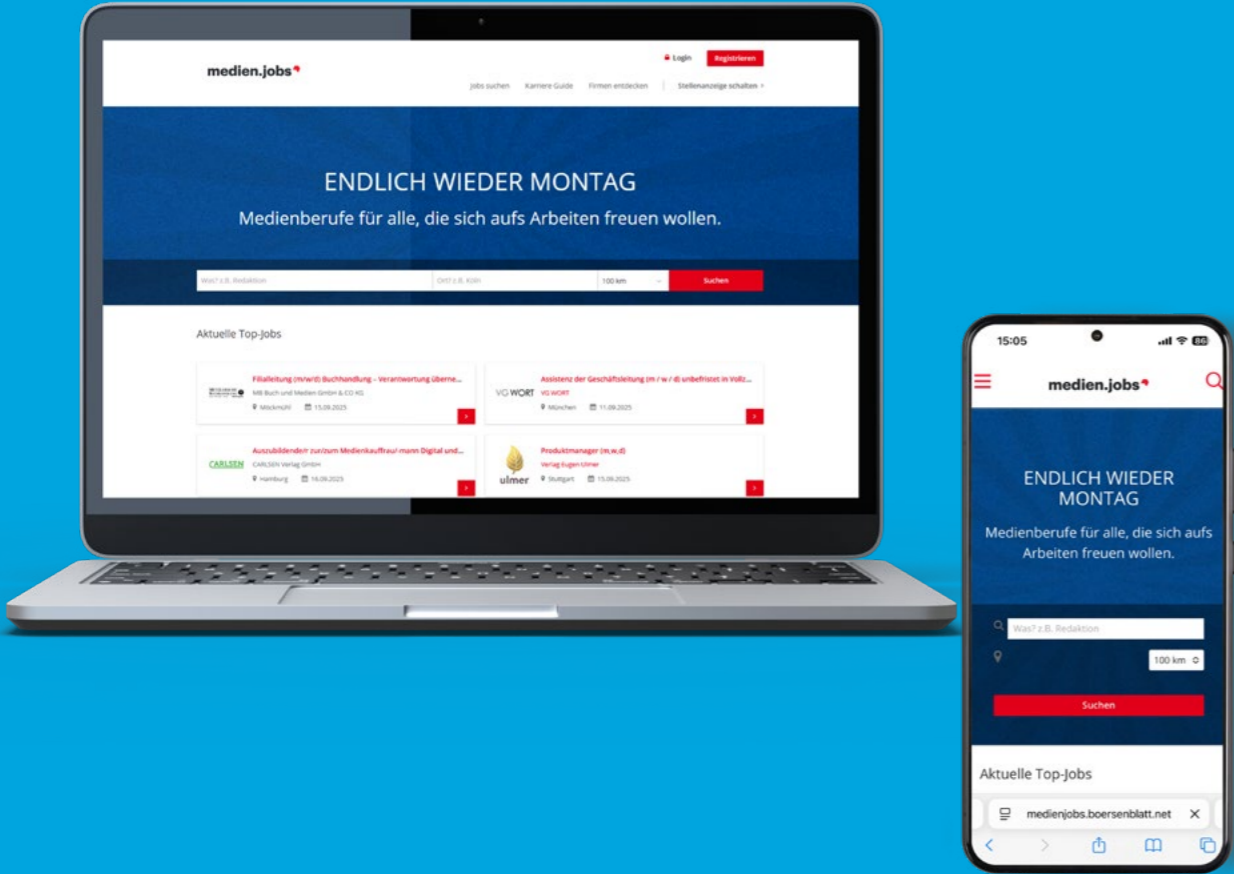 medien.jobs
Login
Registrieren
Jobs suchen
Karriere Guide
Firmen entdecken
Stellenanzeige schalten
ENDLICH WIEDER MONTAG
Medienberufe für alle, die sich aufs Arbeiten freuen wollen.
Was? z.B. Redaktion
Ort? z.B. Köln
100 km
Suchen
Aktuelle Top-Jobs
Filialleitung (m/w/d) Buchhandlung – Verantwortung überne...
MB Buch und Medien GmbH & CO KG
Möckmühl 15.09.2025
VG WORT
Assistenz der Geschäftsleitung (m / w / d) unbefristet in Vollz...
VG WORT
München 11.09.2025
CARLSEN
Auszubildende/r zur/zum Medienkauffrau/-mann Digital und...
CARLSEN Verlag GmbH
Hamburg 16.09.2025
ulmer
Produktmanager (m,w,d)
Verlag Eugen Ulmer
Stuttgart 15.09.2025
15:05
86
medien.jobs
ENDLICH WIEDER
MONTAG
Medienberufe für alle, die sich aufs
Arbeiten freuen wollen.
Was? z.B. Redaktion
100 km
Suchen
Aktuelle Top-Jobs
medienjobs.boersenblatt.net